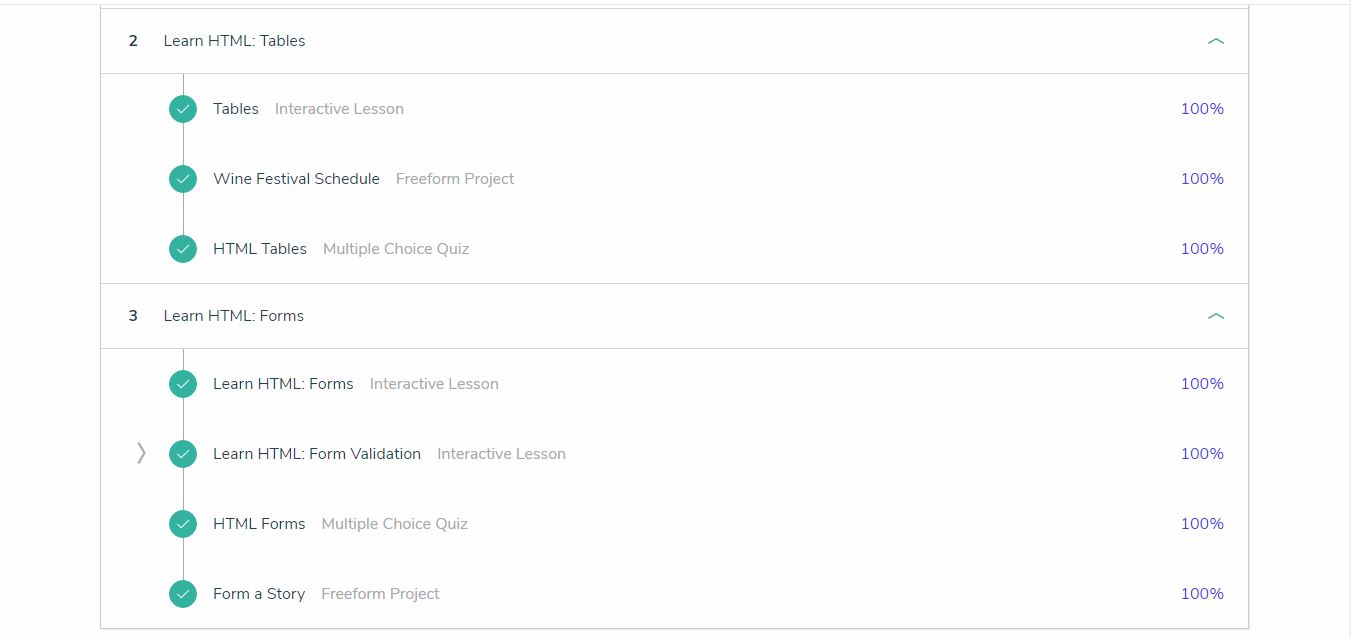 2 Learn HTML: Tables
Tables Interactive Lesson 100%
Wine Festival Schedule Freeform Project 100%
HTML Tables Multiple Choice Quiz 100%
3 Learn HTML: Forms
Learn HTML: Forms Interactive Lesson 100%
Learn HTML: Form Validation Interactive Lesson 100%
HTML Forms Multiple Choice Quiz 100%
Form a Story Freeform Project 100%